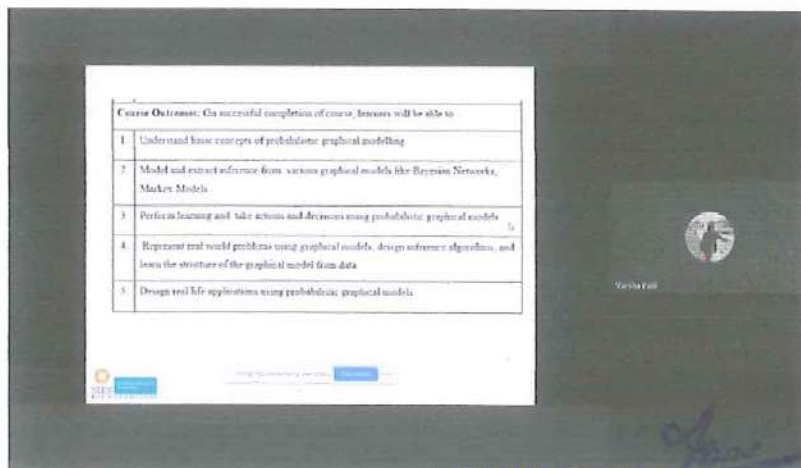 Course Outcomes: On successful completion of course, learners will be able to
1. Understand basic concepts of probabilistic graphical modelling
2. Model and extract inference from various graphical models like Bayesian Networks,
Markov Models
3. Perform learning and take actions and decisions using probabilistic graphical models
4. Represent real world problems using graphical models, design inference algorithms, and
learn the structure of the graphical model from data
5. Design real life applications using probabilistic graphical models